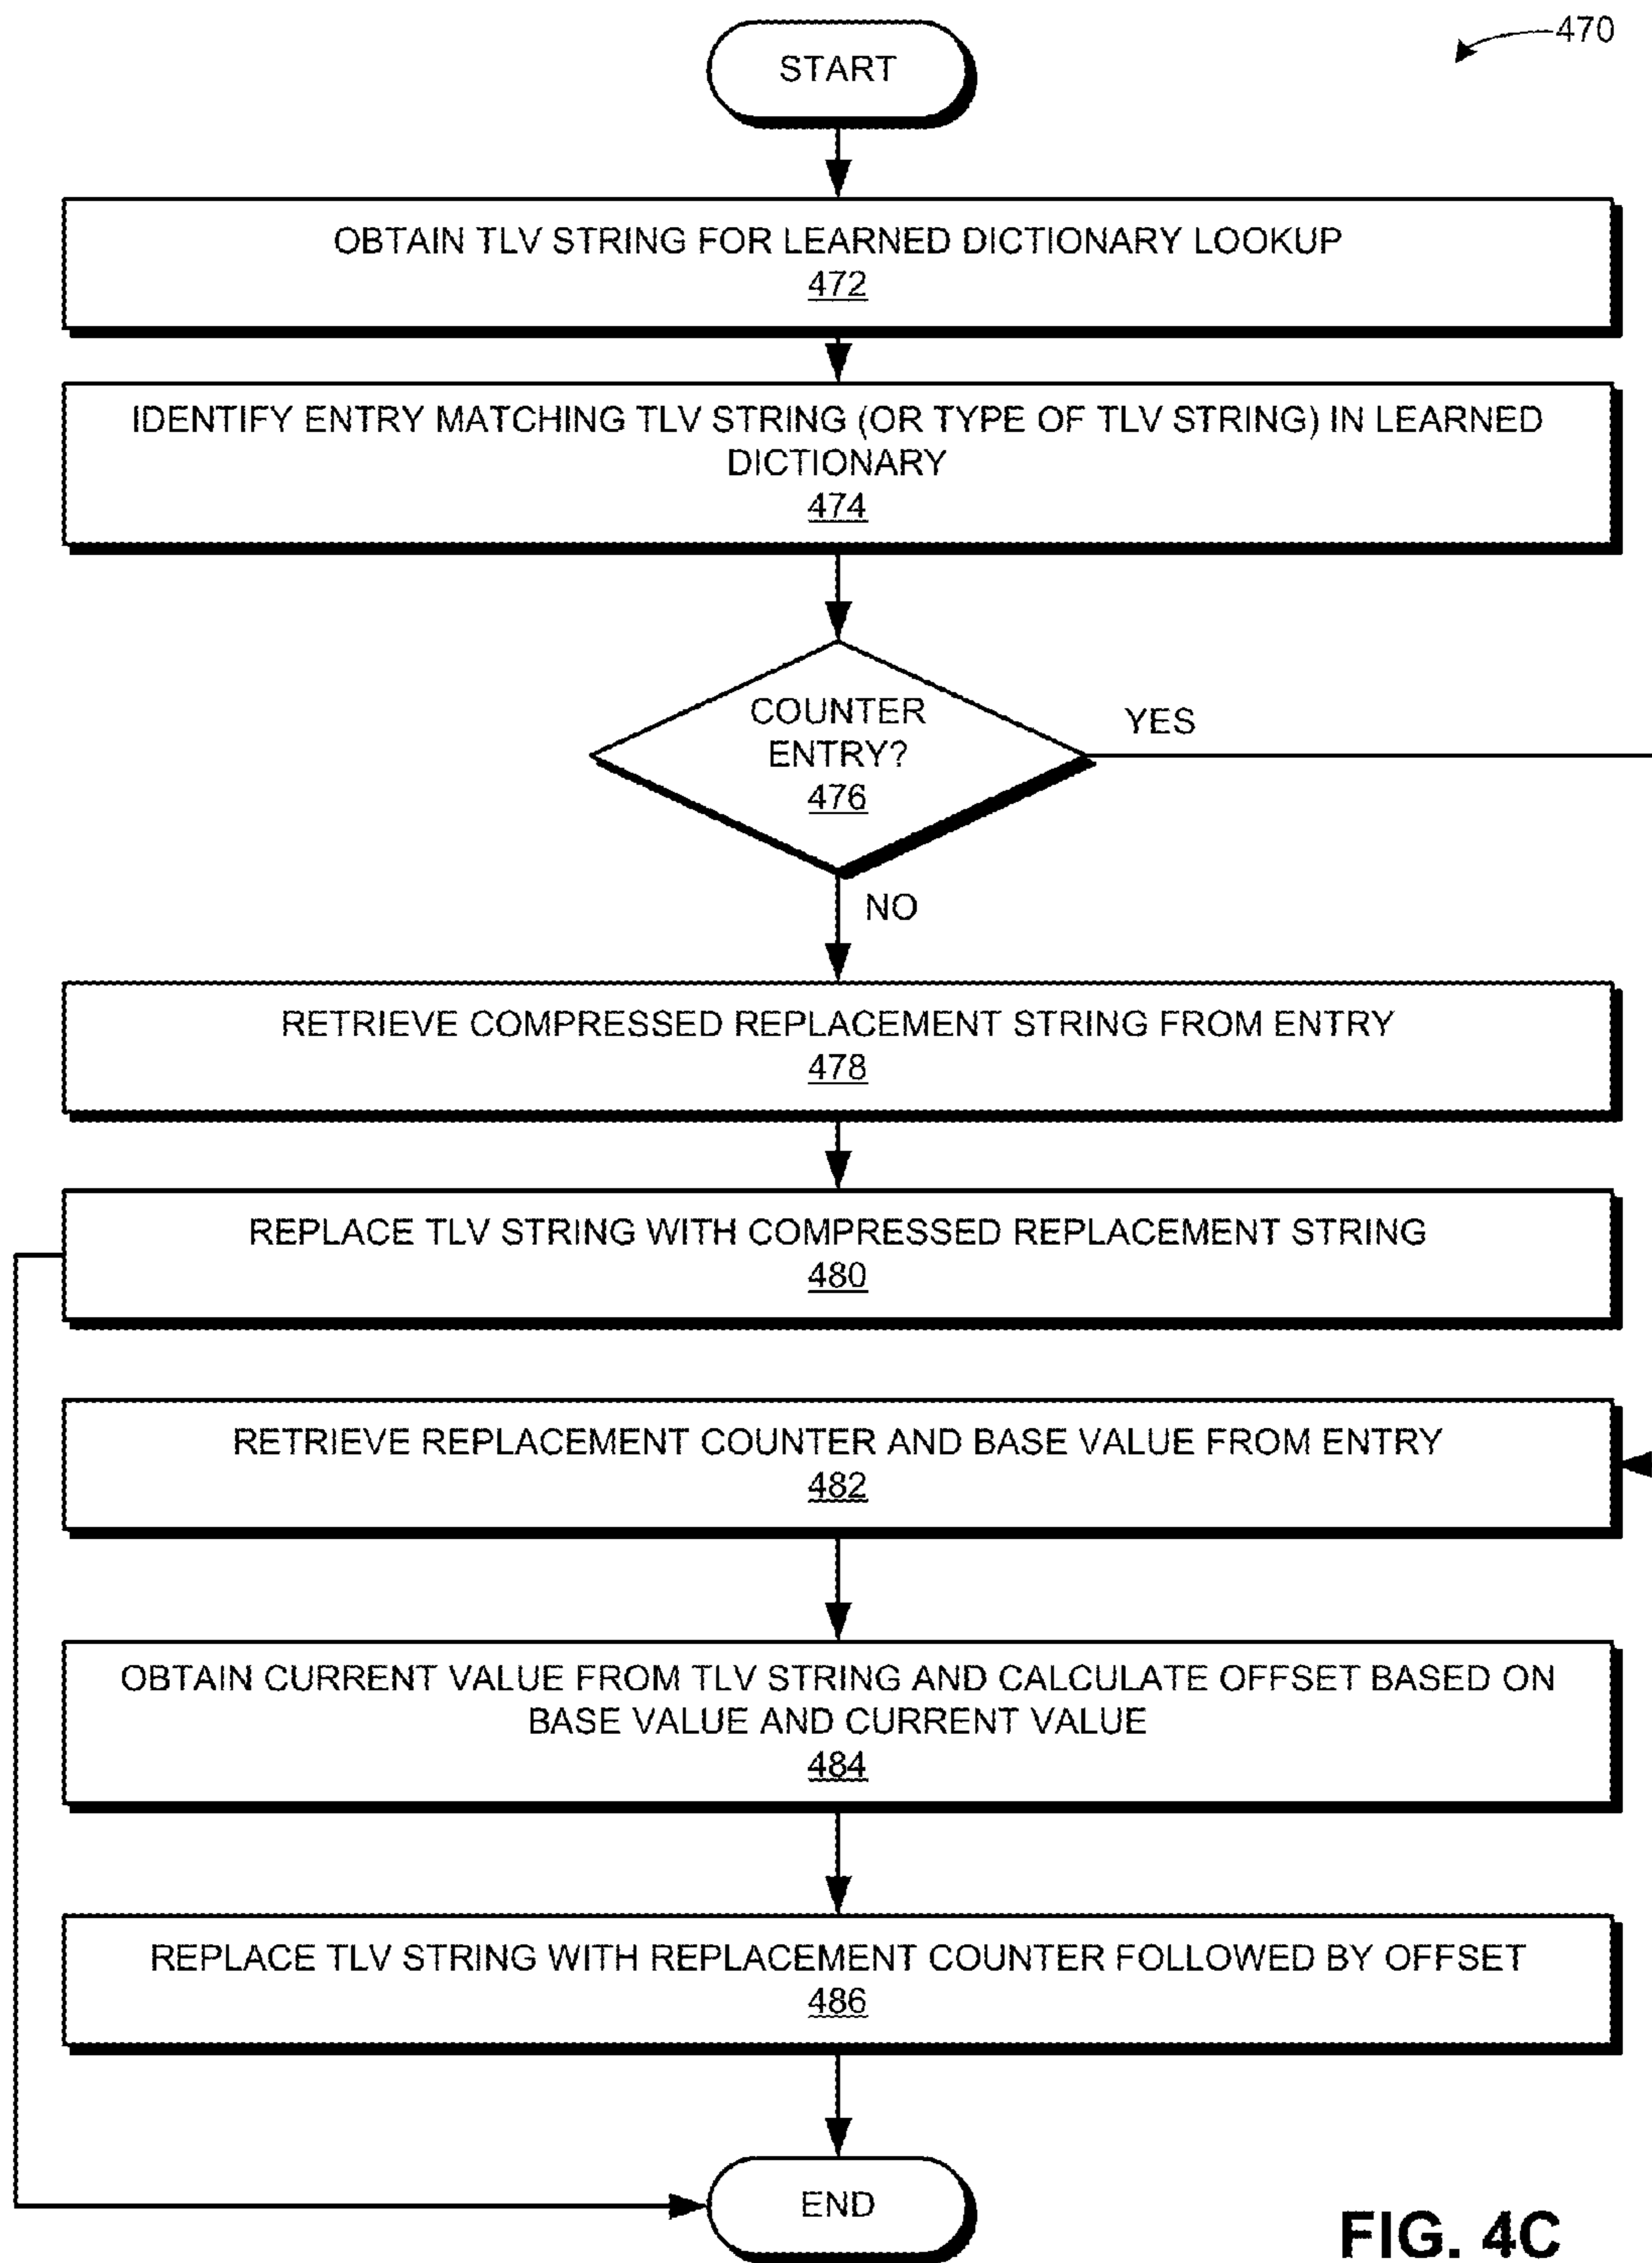 470
START
OBTAIN TLV STRING FOR LEARNED DICTIONARY LOOKUP
472
IDENTIFY ENTRY MATCHING TLV STRING (OR TYPE OF TLV STRING) IN LEARNED
DICTIONARY
474
COUNTER
ENTRY?
476
YES
NO
RETRIEVE COMPRESSED REPLACEMENT STRING FROM ENTRY
478
REPLACE TLV STRING WITH COMPRESSED REPLACEMENT STRING
480
RETRIEVE REPLACEMENT COUNTER AND BASE VALUE FROM ENTRY
482
OBTAIN CURRENT VALUE FROM TLV STRING AND CALCULATE OFFSET BASED ON
BASE VALUE AND CURRENT VALUE
484
REPLACE TLV STRING WITH REPLACEMENT COUNTER FOLLOWED BY OFFSET
486
END
FIG. 4C